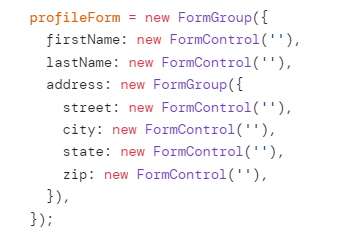 profileForm = new FormGroup({
  firstName: new FormControl(''),
  lastName: new FormControl(''),
  address: new FormGroup({
    street: new FormControl(''),
    city: new FormControl(''),
    state: new FormControl(''),
    zip: new FormControl(''),
  }),
});